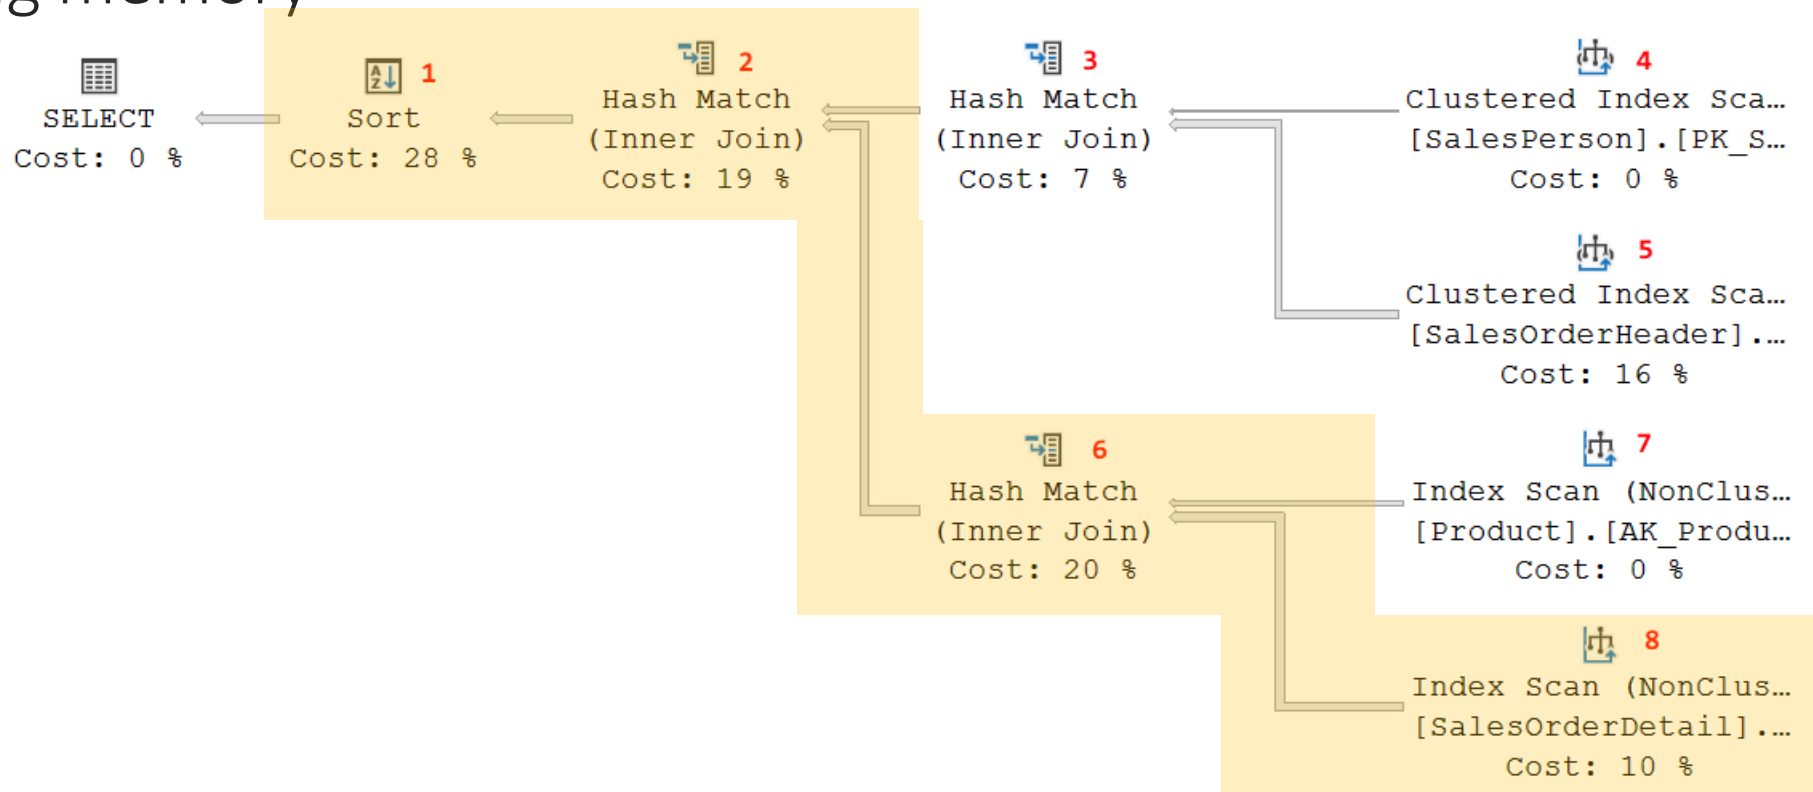 memory
SELECT
Cost: 0 %
1
Sort
Cost: 28 %
2
Hash Match
(Inner Join)
Cost: 19 %
3
Hash Match
(Inner Join)
Cost: 7 %
4
Clustered Index Sca…
[SalesPerson].[PK_S…
Cost: 0 %
5
Clustered Index Sca…
[SalesOrderHeader].…
Cost: 16 %
6
Hash Match
(Inner Join)
Cost: 20 %
7
Index Scan (NonClus…
[Product].[AK_Produ…
Cost: 0 %
8
Index Scan (NonClus…
[SalesOrderDetail].…
Cost: 10 %